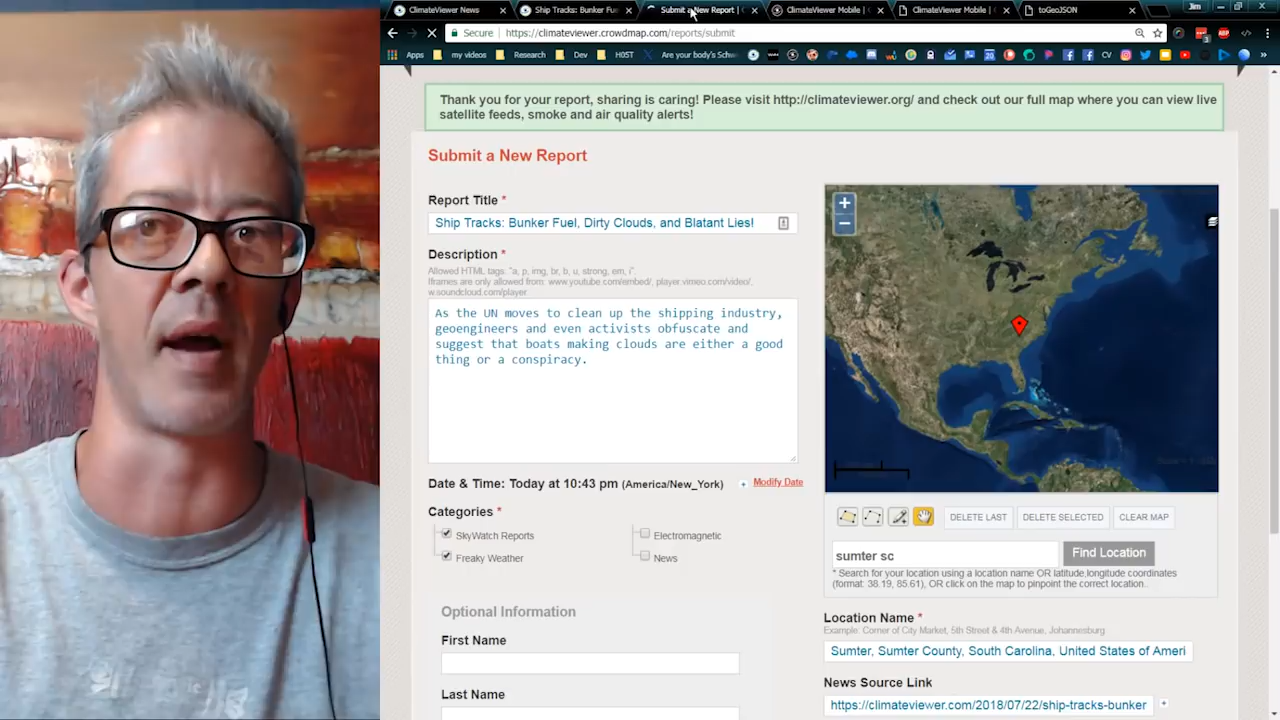 ClimateViewer News
Ship Tracks: Bunker Fue
Submit a New Report |
ClimateViewer Mobile |
ClimateViewer Mobile |
toGeoJSON
Jim
Secure
https://climateviewer.crowdmap.com/reports/submit
Apps
my videos
Research
Dev
H0ST
Are your body's Schw
CV
Thank you for your report, sharing is caring! Please visit http://climateviewer.org/ and check out our full map where you can view live
satellite feeds, smoke and air quality alerts!
Submit a New Report
Report Title *
Ship Tracks: Bunker Fuel, Dirty Clouds, and Blatant Lies!
Description *
Allowed HTML tags: "a, p, img, br, b, u, strong, em, i".
Iframes are only allowed from: www.youtube.com/embed/, player.vimeo.com/video/,
w.soundcloud.com/player
As the UN moves to clean up the shipping industry,
geoengineers and even activists obfuscate and
suggest that boats making clouds are either a good
thing or a conspiracy.
Date & Time: Today at 10:43 pm (America/New_York)
Modify Date
Categories *
SkyWatch Reports
Electromagnetic
Freaky Weather
News
Optional Information
First Name
Last Name
+
−
DELETE LAST
DELETE SELECTED
CLEAR MAP
sumter sc
Find Location
* Search for your location using a location name OR latitude,longitude coordinates
(format: 38.19, 85.61), OR click on the map to pinpoint the correct location.
Location Name *
Example: Corner of City Market, 5th Street & 4th Avenue, Johannesburg
Sumter, Sumter County, South Carolina, United States of Ameri
News Source Link
https://climateviewer.com/2018/07/22/ship-tracks-bunker